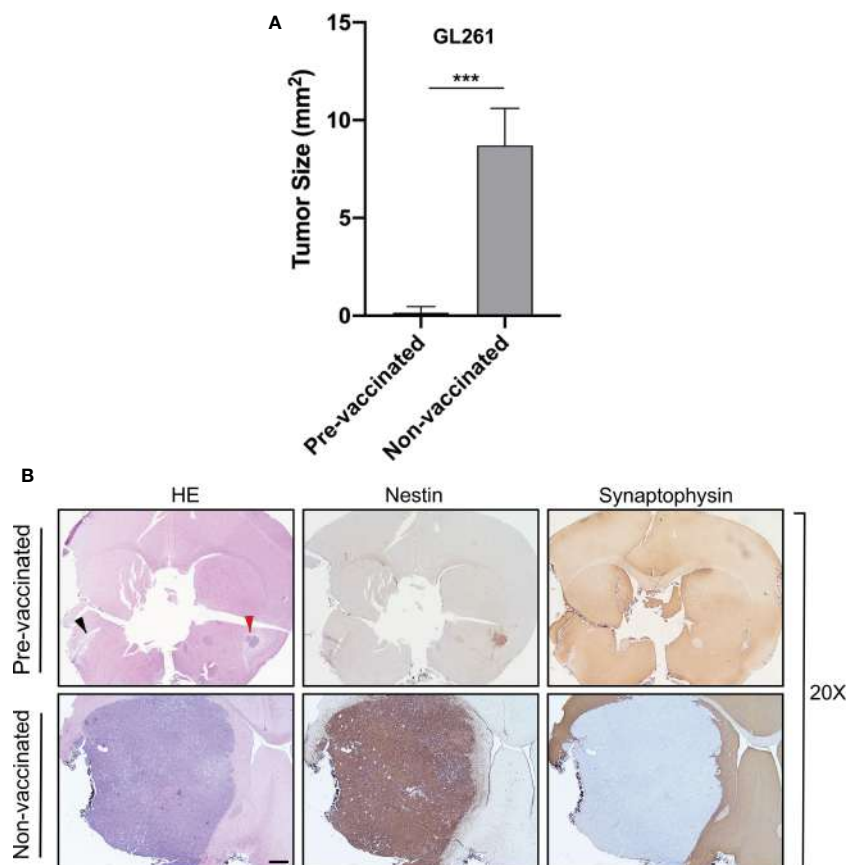 A
GL261
***
15
10
5
0
Tumor Size (mm²)
Pre-vaccinated
Non-vaccinated
B
HE Nestin Synaptophysin
Pre-vaccinated
Non-vaccinated
20X